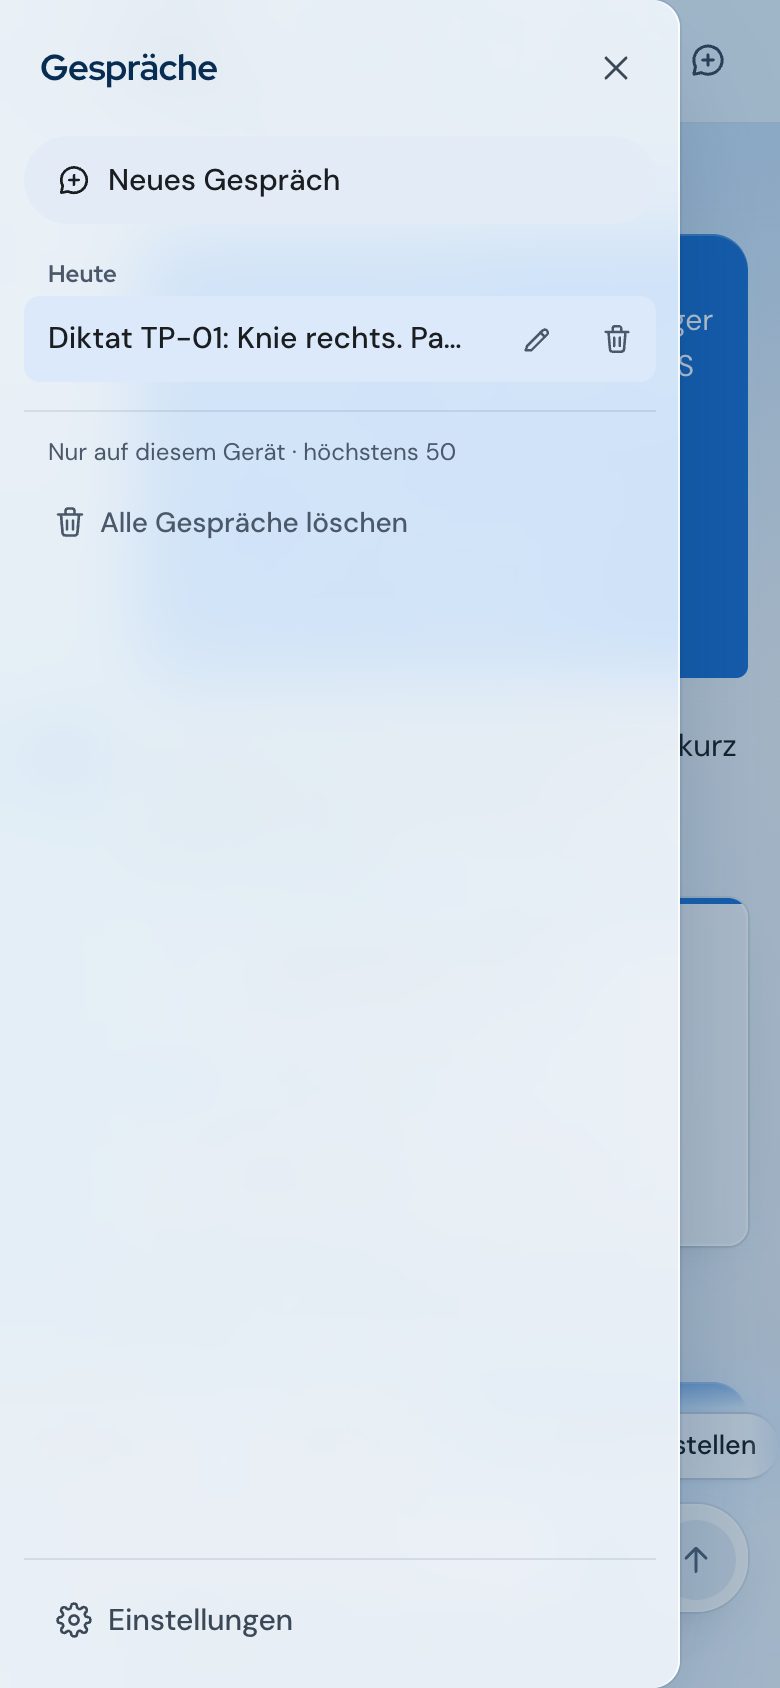 Gespräche
Neues Gespräch
Heute
Diktat TP-01: Knie rechts. Pa...
Nur auf diesem Gerät · höchstens 50
Alle Gespräche löschen
kurz
Einstellungen